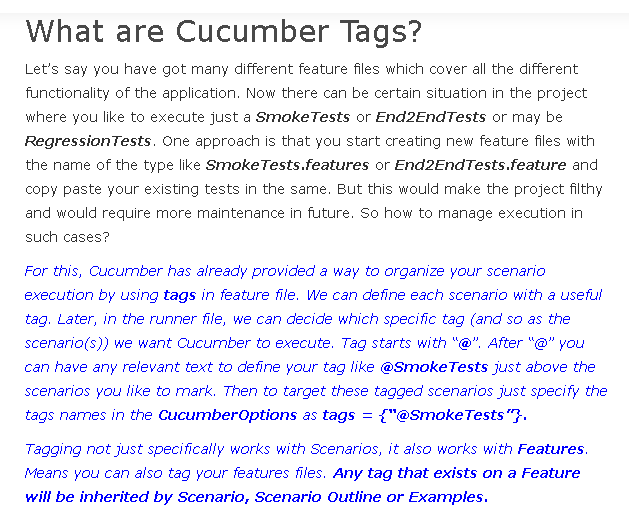 What are Cucumber Tags?
Let's say you have got many different feature files which cover all the different
functionality of the application. Now there can be certain situation in the project
where you like to execute just a SmokeTests or End2EndTests or may be
RegressionTests. One approach is that you start creating new feature files with
the name of the type like SmokeTests.features or End2EndTests.feature and
copy paste your existing tests in the same. But this would make the project filthy
and would require more maintenance in future. So how to manage execution in
such cases?
For this, Cucumber has already provided a way to organize your scenario
execution by using tags in feature file. We can define each scenario with a useful
tag. Later, in the runner file, we can decide which specific tag (and so as the
scenario(s)) we want Cucumber to execute. Tag starts with “@”. After “@” you
can have any relevant text to define your tag like @SmokeTests just above the
scenarios you like to mark. Then to target these tagged scenarios just specify the
tags names in the CucumberOptions as tags = {“@SmokeTests”}.
Tagging not just specifically works with Scenarios, it also works with Features.
Means you can also tag your features files. Any tag that exists on a Feature
will be inherited by Scenario, Scenario Outline or Examples.